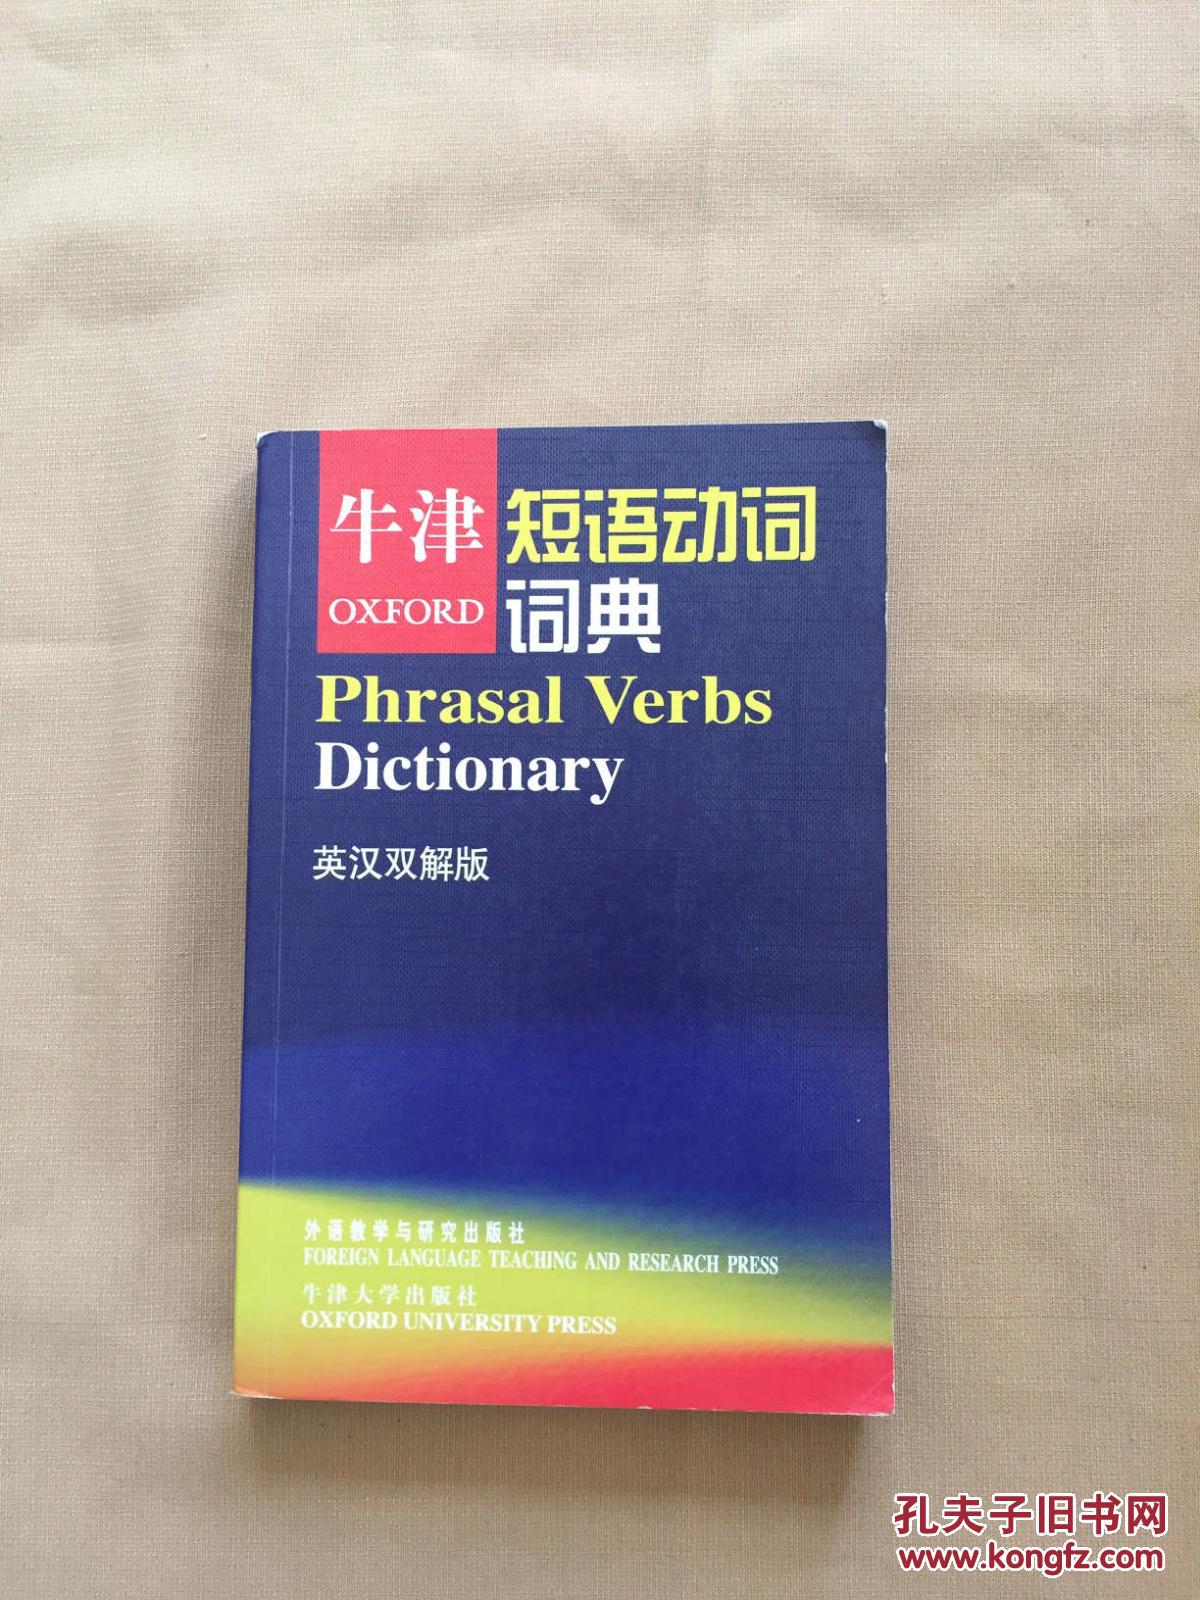 牛津
OXFORD
短语动词
词典
Phrasal Verbs
Dictionary
英汉双解版
外语教学与研究出版社
FOREIGN LANGUAGE TEACHING AND RESEARCH PRESS
牛津大学出版社
OXFORD UNIVERSITY PRESS
孔夫子旧书网
www.kongfz.com